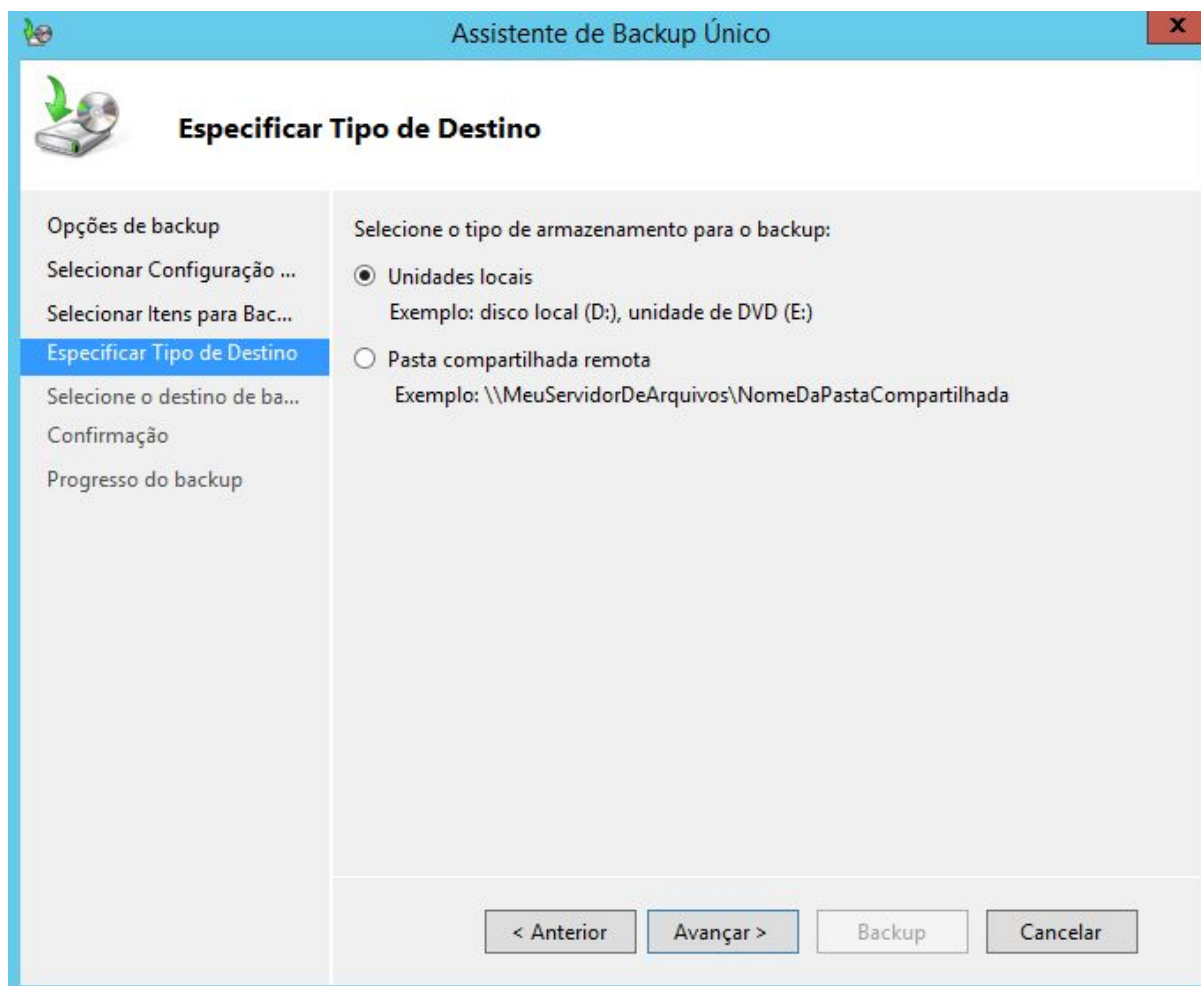 Assistente de Backup Único
X
Especificar Tipo de Destino
Opções de backup
Selecionar Configuração ...
Selecionar Itens para Bac...
Especificar Tipo de Destino
Selecione o destino de ba...
Confirmação
Progresso do backup
Selecione o tipo de armazenamento para o backup:
Unidades locais
Exemplo: disco local (D:), unidade de DVD (E:)
Pasta compartilhada remota
Exemplo: \\MeuServidorDeArquivos\NomeDaPastaCompartilhada
< Anterior
Avançar >
Backup
Cancelar